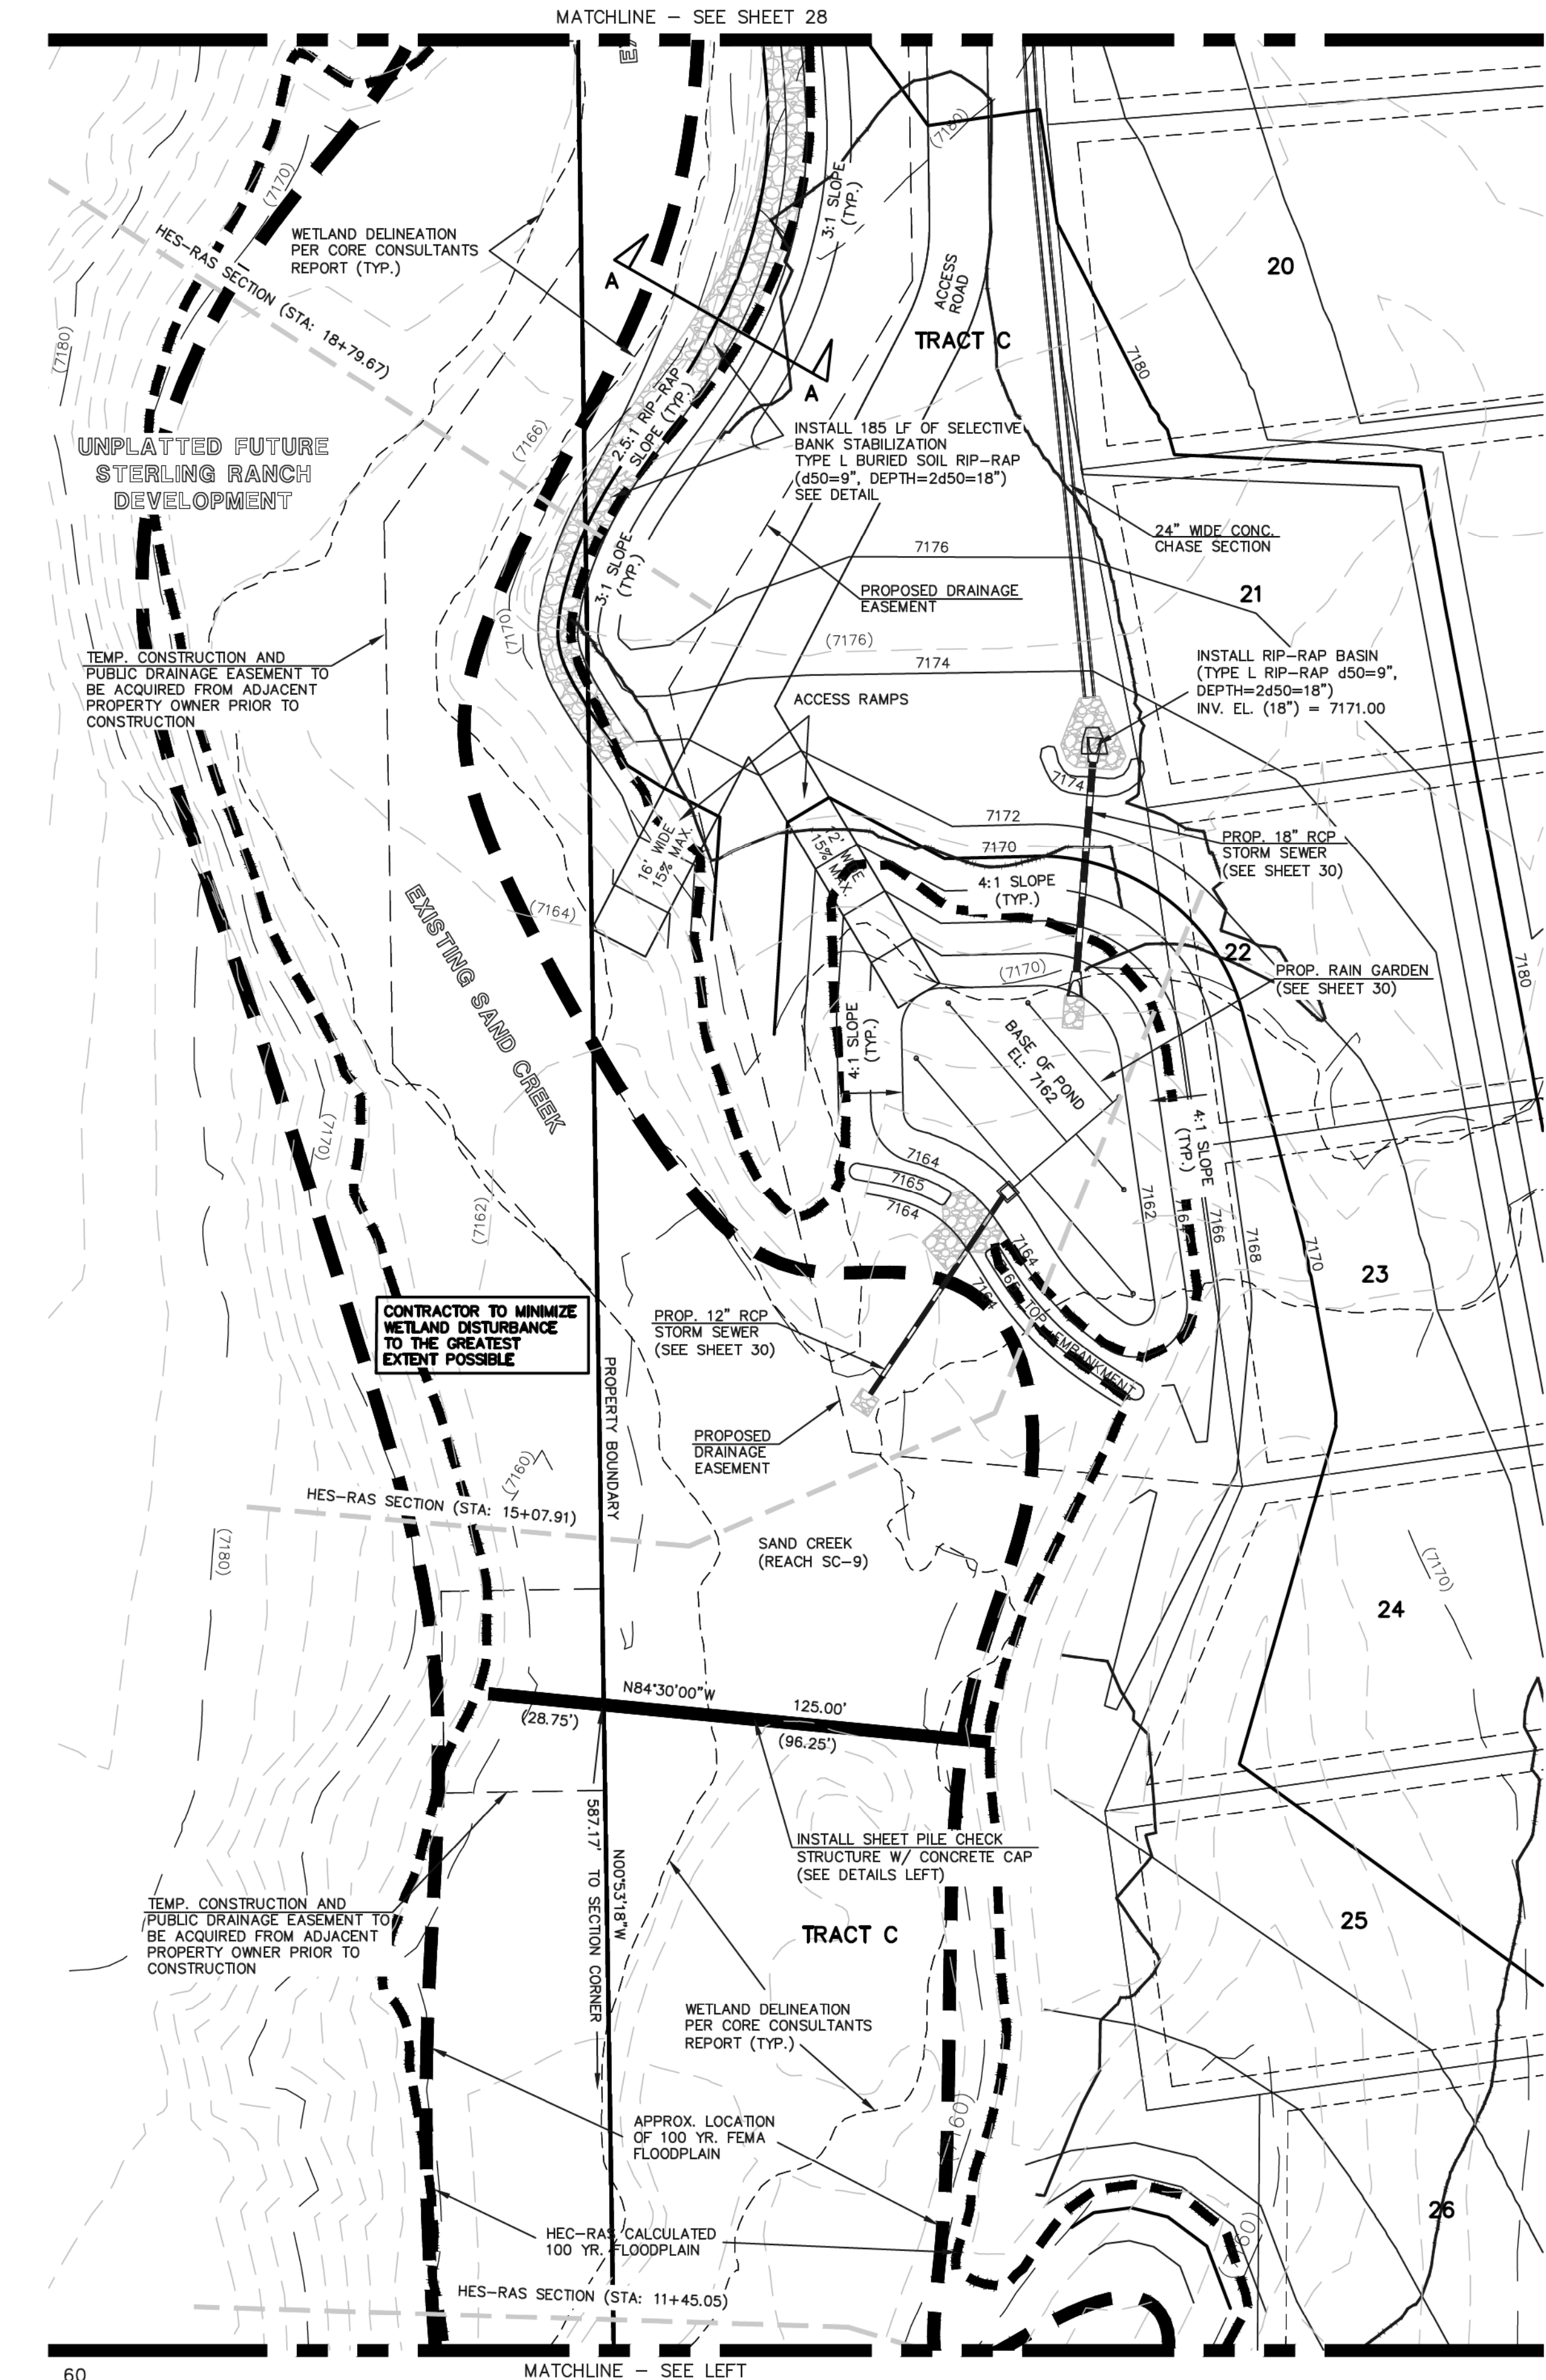 MATCHLINE – SEE SHEET 28
(7180)
(7170)
WETLAND DELINEATION
PER CORE CONSULTANTS
REPORT (TYP.)
HES-RAS SECTION (STA: 18+79.67)
3:1 SLOPE
(TYP.)
A
A
ACCESS
ROAD
TRACT C
20
(7180)
7180
2.5:1 RIP-RAP
SLOPE (TYP.)
(7166)
UNPLATTED FUTURE
STERLING RANCH
DEVELOPMENT
INSTALL 185 LF OF SELECTIVE
BANK STABILIZATION
TYPE L BURIED SOIL RIP-RAP
(d50=9", DEPTH=2d50=18")
SEE DETAIL
24" WIDE CONC.
CHASE SECTION
7176
3:1 SLOPE
(TYP.)
PROPOSED DRAINAGE
EASEMENT
21
(7170)
(7176)
7174
TEMP. CONSTRUCTION AND
PUBLIC DRAINAGE EASEMENT TO
BE ACQUIRED FROM ADJACENT
PROPERTY OWNER PRIOR TO
CONSTRUCTION
INSTALL RIP-RAP BASIN
(TYPE L RIP-RAP d50=9",
DEPTH=2d50=18")
INV. EL. (18") = 7171.00
ACCESS RAMPS
7174
7172
7170
16' WIDE
15% MAX.
12' WIDE
15% MAX.
PROP. 18" RCP
STORM SEWER
(SEE SHEET 30)
4:1 SLOPE
(TYP.)
(7164)
EXISTING SAND CREEK
22
(7170)
PROP. RAIN GARDEN
(SEE SHEET 30)
7180
4:1 SLOPE
(TYP.)
BASE OF POND
EL: 7162
4:1 SLOPE
(TYP.)
(7170)
7164
7165
7164
7162
7166
7168
7170
(7162)
7164
7164
TOP EMBANKMENT
23
CONTRACTOR TO MINIMIZE
WETLAND DISTURBANCE
TO THE GREATEST
EXTENT POSSIBLE
PROP. 12" RCP
STORM SEWER
(SEE SHEET 30)
PROPERTY BOUNDARY
PROPOSED
DRAINAGE
EASEMENT
(7160)
HES-RAS SECTION (STA: 15+07.91)
(7180)
SAND CREEK
(REACH SC-9)
(7170)
24
N84°30'00"W
125.00'
(28.75')
(96.25')
587.17' TO SECTION CORNER
N00°53'18"W
INSTALL SHEET PILE CHECK
STRUCTURE W/ CONCRETE CAP
(SEE DETAILS LEFT)
TEMP. CONSTRUCTION AND
PUBLIC DRAINAGE EASEMENT TO
BE ACQUIRED FROM ADJACENT
PROPERTY OWNER PRIOR TO
CONSTRUCTION
TRACT C
25
WETLAND DELINEATION
PER CORE CONSULTANTS
REPORT (TYP.)
APPROX. LOCATION
OF 100 YR. FEMA
FLOODPLAIN
26
HEC-RAS CALCULATED
100 YR. FLOODPLAIN
HES-RAS SECTION (STA: 11+45.05)
MATCHLINE – SEE LEFT
60